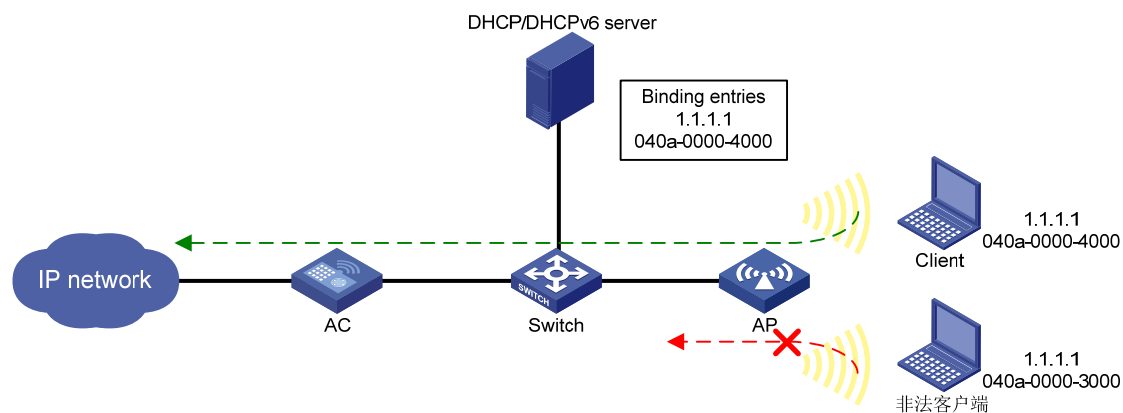 DHCP/DHCPv6 server
Binding entries
1.1.1.1
040a-0000-4000
1.1.1.1
040a-0000-4000
Client
IP network
SWITCH
AC
Switch
AP
1.1.1.1
040a-0000-3000
非法客户端